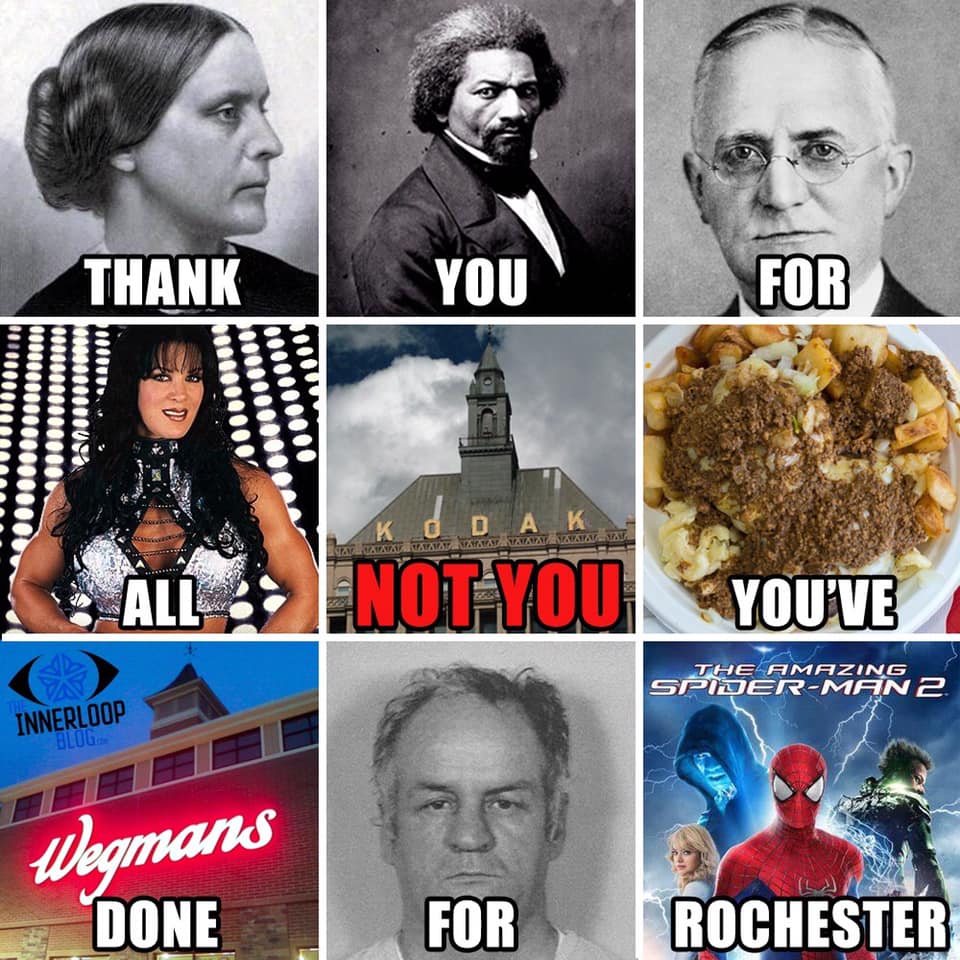 THANK
YOU
FOR
ALL
KODAK
NOT YOU
YOU'VE
THE
INNERLOOP
BLOG.com
Wegmans
DONE
FOR
THE AMAZING
SPIDER-MAN 2
ROCHESTER